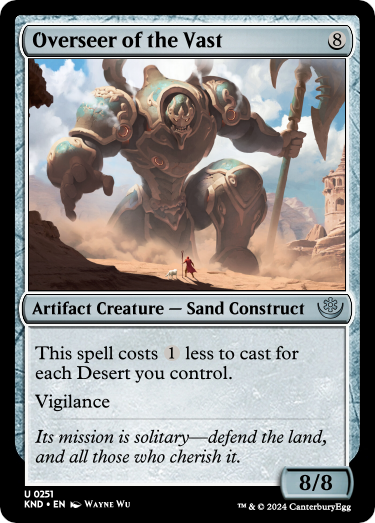 Overseer of the Vast 8
Artifact Creature — Sand Construct
This spell costs 1 less to cast for
each Desert you control.
Vigilance
Its mission is solitary—defend the land,
and all those who cherish it.
8/8
U 0251
KND • EN Wayne Wu
™ & © 2024 CanterburyEgg